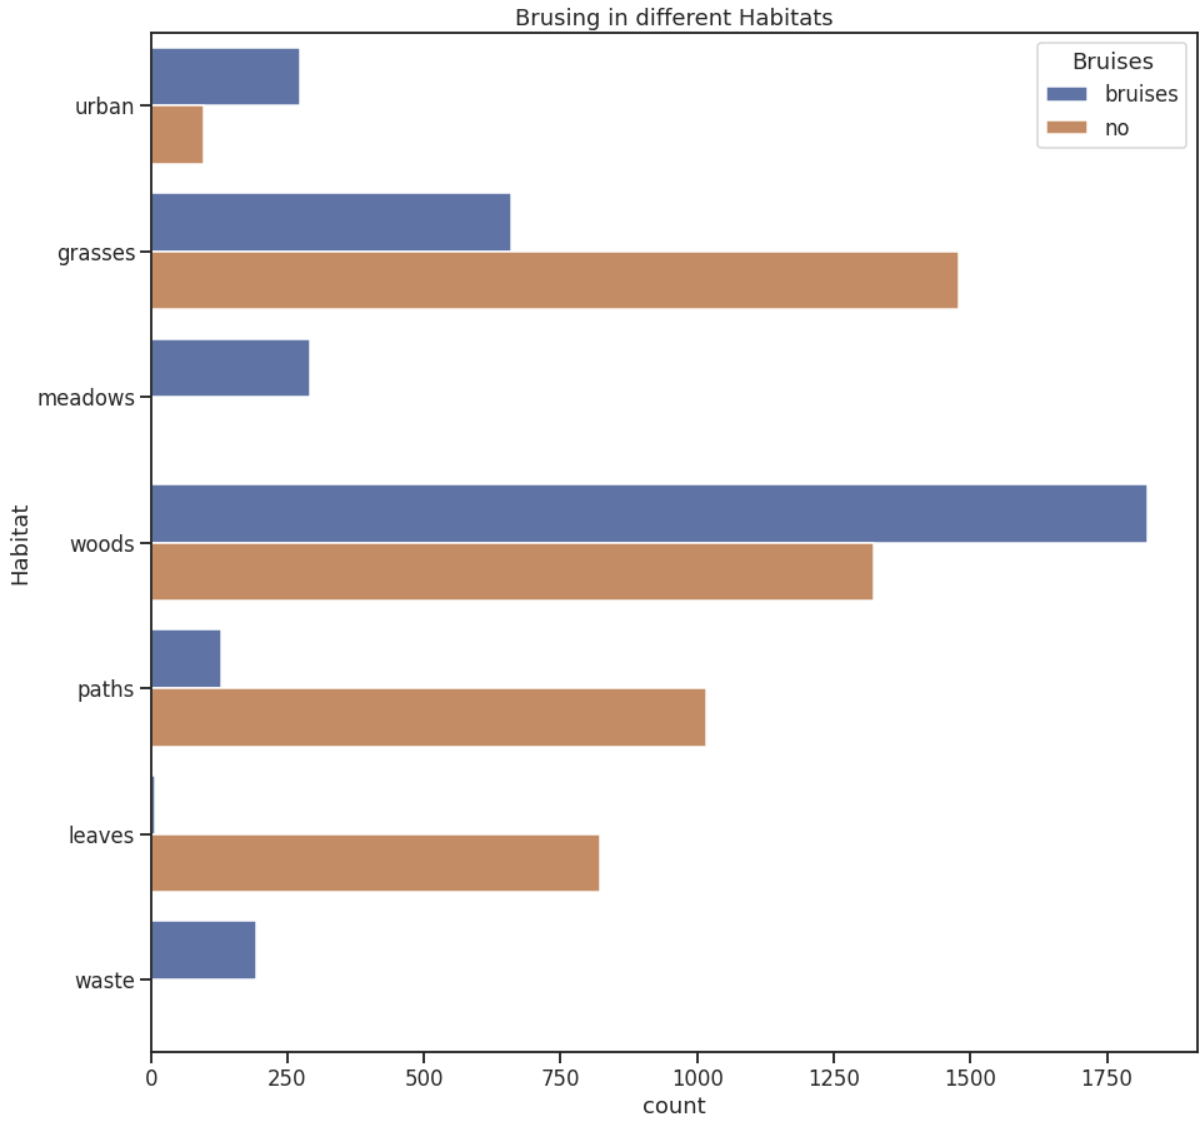 Brusing in different Habitats
Bruises
bruises
no
urban
grasses
meadows
woods
paths
leaves
waste
Habitat
0 250 500 750 1000 1250 1500 1750
count